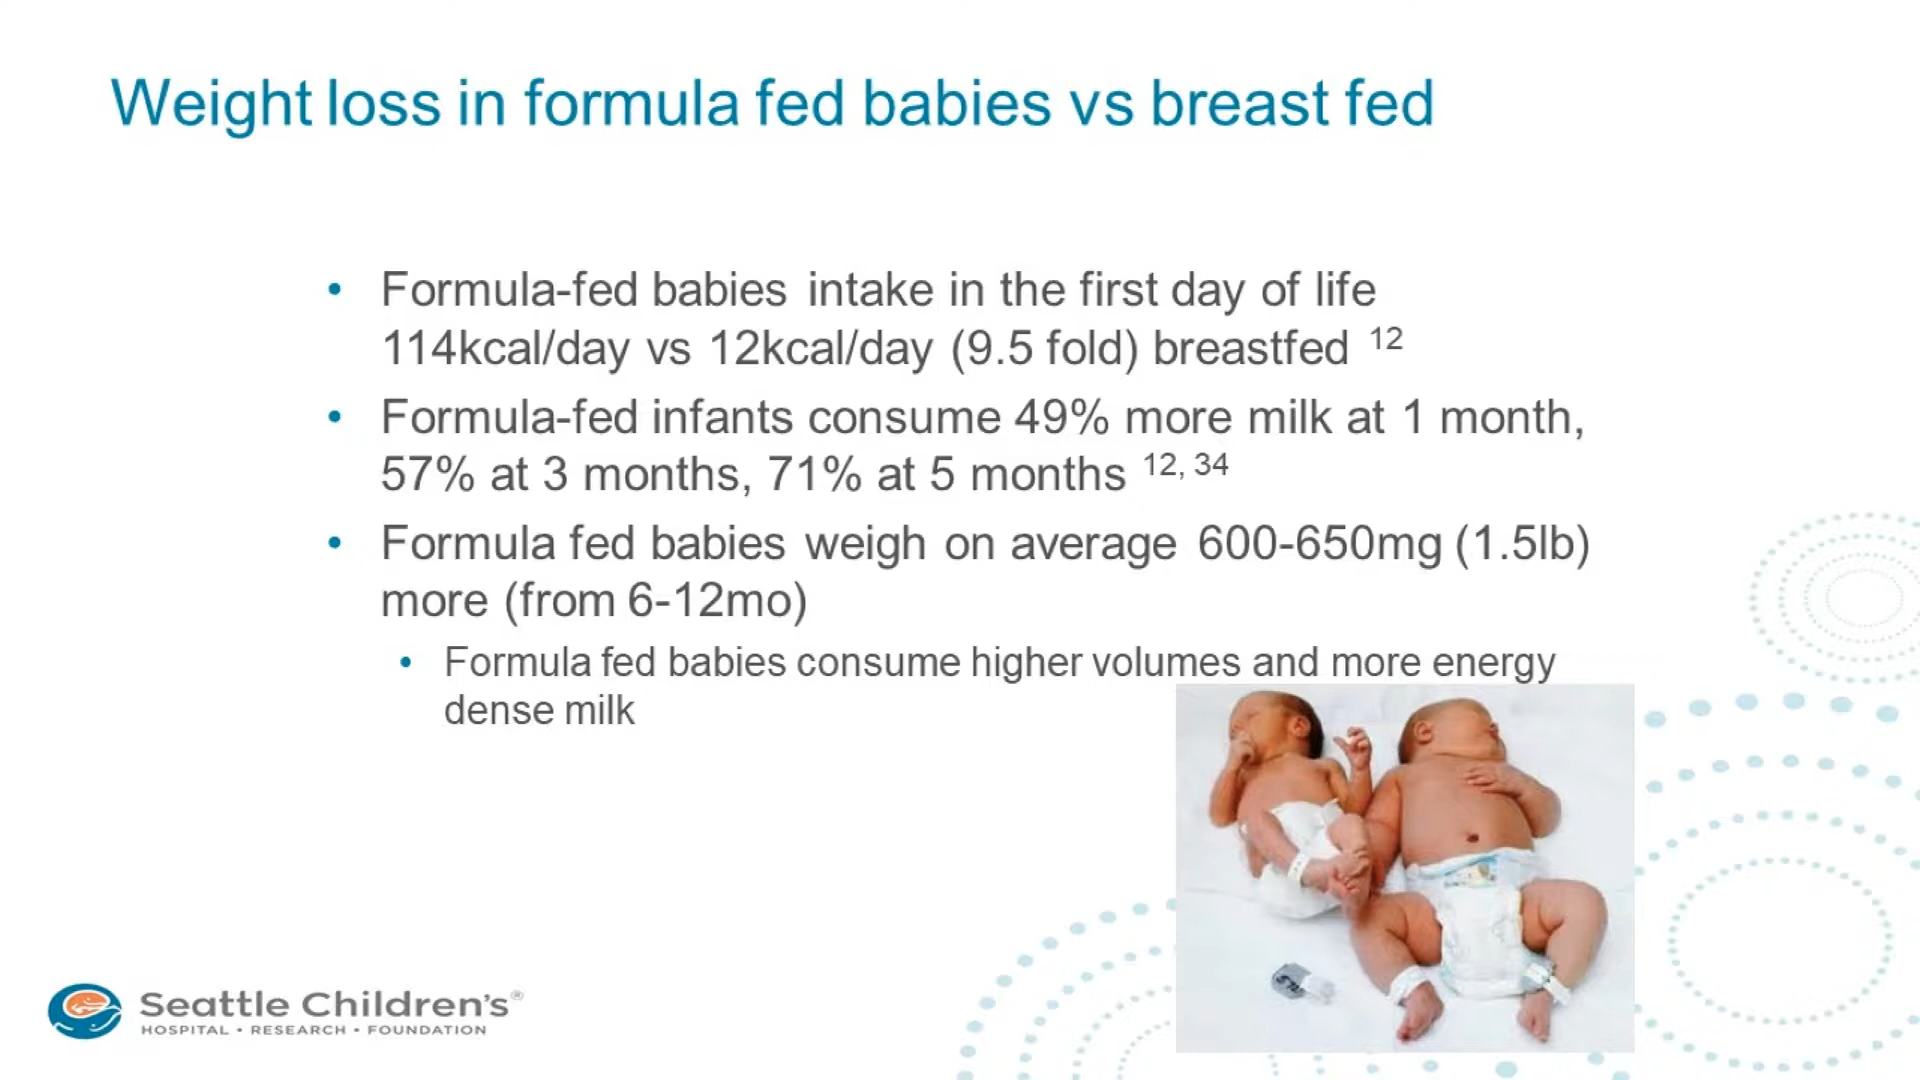 Weight loss in formula fed babies vs breast fed
• Formula-fed babies intake in the first day of life
114kcal/day vs 12kcal/day (9.5 fold) breastfed 12
• Formula-fed infants consume 49% more milk at 1 month,
57% at 3 months, 71% at 5 months 12, 34
• Formula fed babies weigh on average 600-650mg (1.5lb)
more (from 6-12mo)
• Formula fed babies consume higher volumes and more energy
dense milk
Seattle Children's®
HOSPITAL • RESEARCH • FOUNDATION